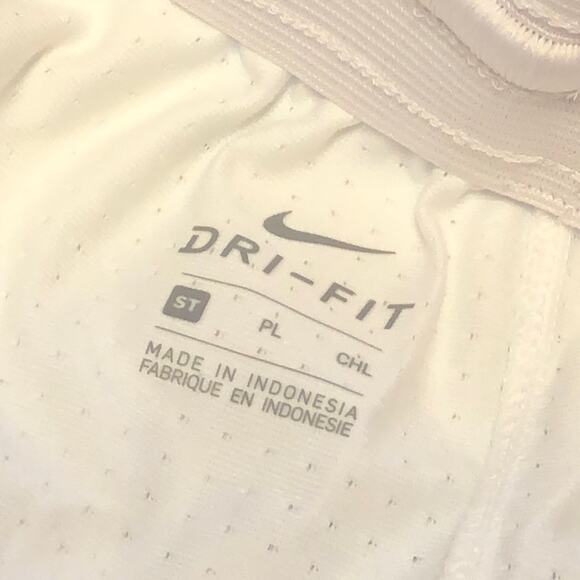 DRI-FIT
ST PL CHL
MADE IN INDONESIA
FABRIQUE EN INDONESIE